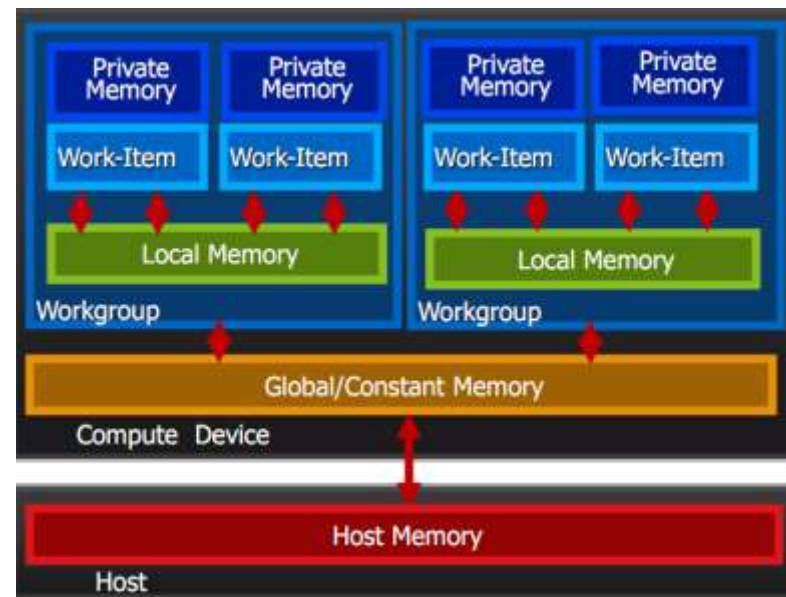 Private
Memory
Private
Memory
Private
Memory
Private
Memory
Work-Item
Work-Item
Work-Item
Work-Item
Local Memory
Local Memory
Workgroup
Workgroup
Global/Constant Memory
Compute Device
Host Memory
Host